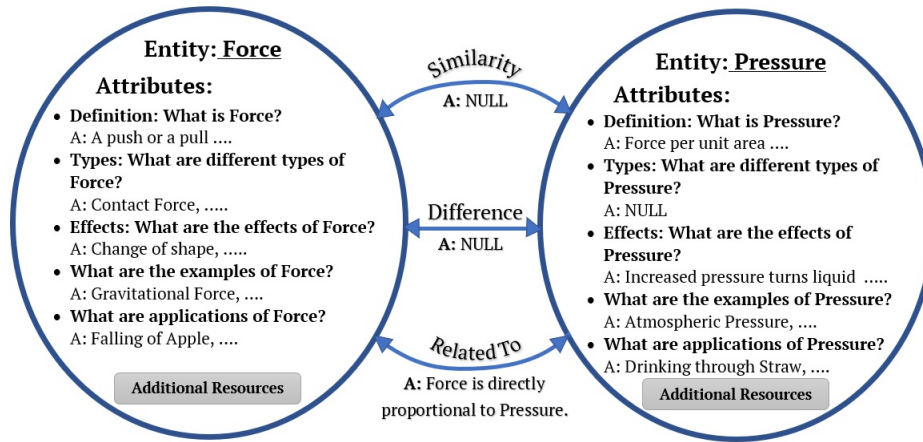 Entity: Force
Attributes:
• Definition: What is Force?
A: A push or a pull ....
• Types: What are different types of
Force?
A: Contact Force, .....
• Effects: What are the effects of Force?
A: Change of shape, .....
• What are the examples of Force?
A: Gravitational Force, ....
• What are applications of Force?
A: Falling of Apple, ....
Additional Resources
Similarity
A: NULL
Difference
A: NULL
Related To
A: Force is directly
proportional to Pressure.
Entity: Pressure
Attributes:
• Definition: What is Pressure?
A: Force per unit area ....
• Types: What are different types of
Pressure?
A: NULL
• Effects: What are the effects of
Pressure?
A: Increased pressure turns liquid .....
• What are the examples of Pressure?
A: Atmospheric Pressure, ....
• What are applications of Pressure?
A: Drinking through Straw, ....
Additional Resources